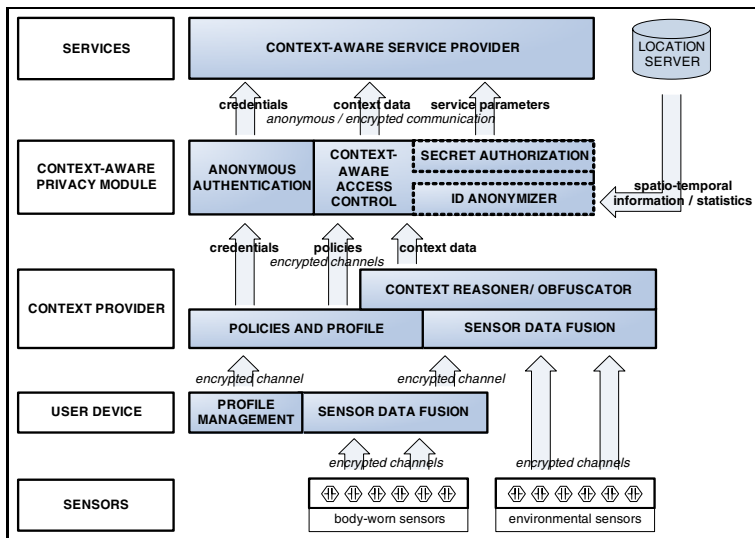 SERVICES
CONTEXT-AWARE SERVICE PROVIDER
LOCATION
SERVER
credentials
context data
service parameters
anonymous / encrypted communication
CONTEXT-AWARE
PRIVACY MODULE
ANONYMOUS
AUTHENTICATION
CONTEXT-
AWARE
ACCESS
CONTROL
SECRET AUTHORIZATION
ID ANONYMIZER
spatio-temporal
information / statistics
credentials
policies
context data
encrypted channels
CONTEXT PROVIDER
CONTEXT REASONER/ OBFUSCATOR
POLICIES AND PROFILE
SENSOR DATA FUSION
encrypted channel
encrypted channel
USER DEVICE
PROFILE
MANAGEMENT
SENSOR DATA FUSION
encrypted channels
encrypted channels
SENSORS
body-worn sensors
environmental sensors